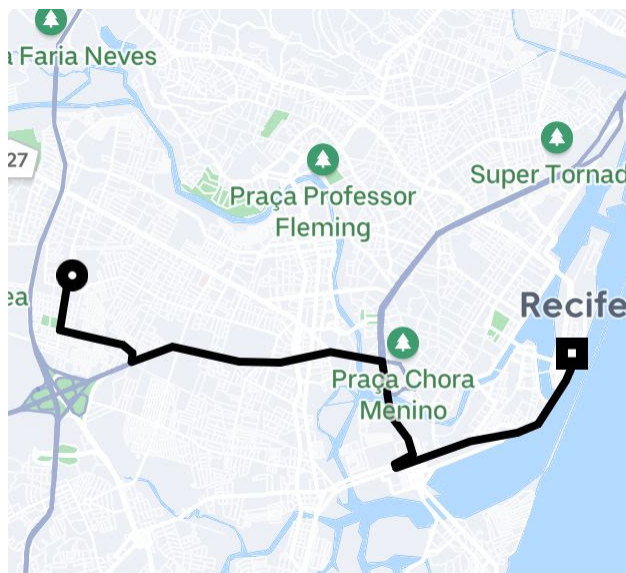 a Faria Neves
27
Praça Professor
Fleming
Super Tornad
ea
Recife
Praça Chora
Menino